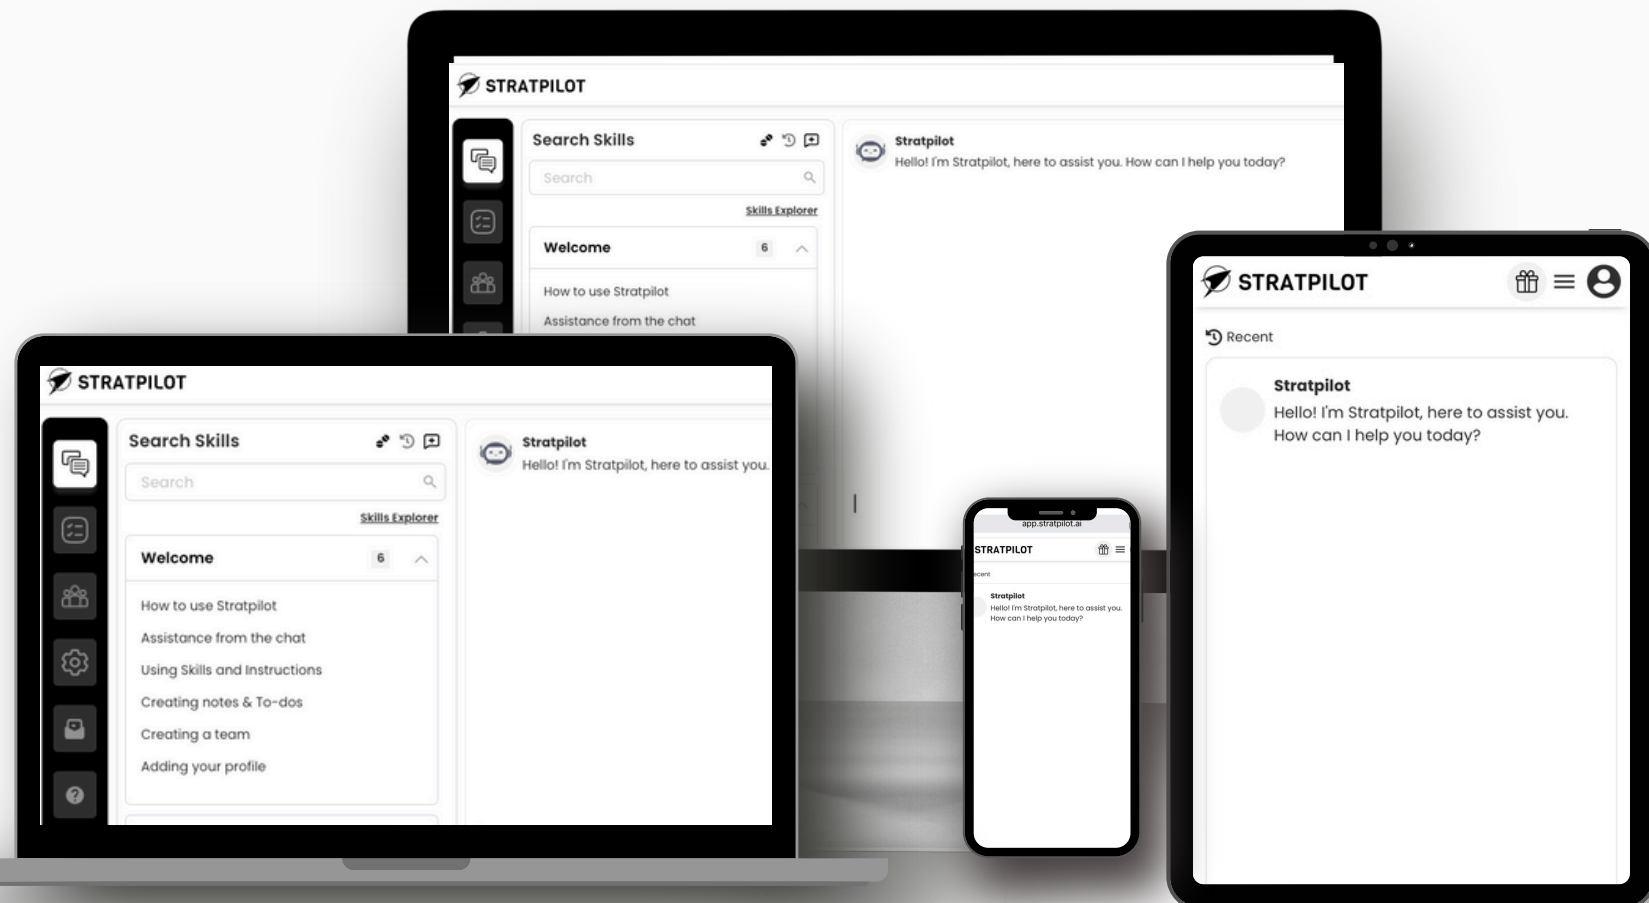 STRATPILOT
Search Skills
Search
Skills Explorer
Welcome 6
How to use Stratpilot
Assistance from the chat
Stratpilot
Hello! I'm Stratpilot, here to assist you. How can I help you today?
STRATPILOT
Search Skills
Search
Skills Explorer
Welcome 6
How to use Stratpilot
Assistance from the chat
Using Skills and Instructions
Creating notes & To-dos
Creating a team
Adding your profile
Stratpilot
Hello! I'm Stratpilot, here to assist you.
app.stratpilot.ai
STRATPILOT
ecent
Stratpilot
Hello! I'm Stratpilot, here to assist you.
How can I help you today?
STRATPILOT
Recent
Stratpilot
Hello! I'm Stratpilot, here to assist you.
How can I help you today?